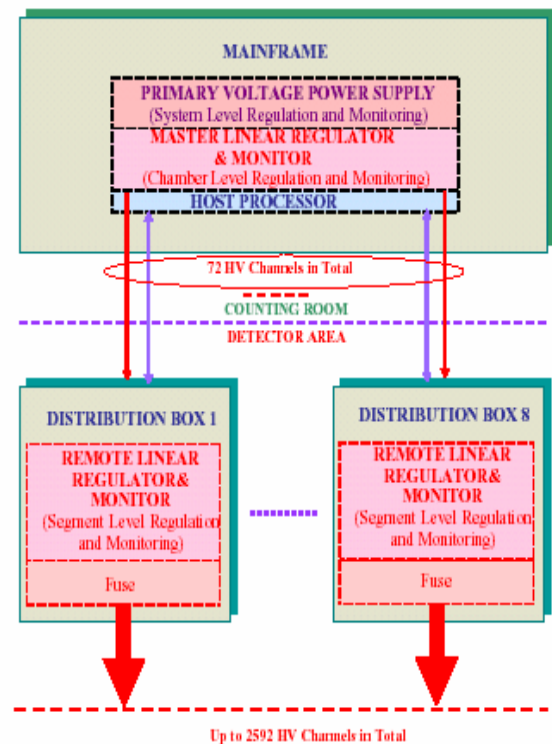 MAINFRAME
PRIMARY VOLTAGE POWER SUPPLY
(System Level Regulation and Monitoring)
MASTER LINEAR REGULATOR
& MONITOR
(Chamber Level Regulation and Monitoring)
HOST PROCESSOR
72 HV Channels in Total
COUNTING ROOM
DETECTOR AREA
DISTRIBUTION BOX 1
REMOTE LINEAR
REGULATOR&
MONITOR
(Segment Level Regulation
and Monitoring)
Fuse
DISTRIBUTION BOX 8
REMOTE LINEAR
REGULATOR&
MONITOR
(Segment Level Regulation
and Monitoring)
Fuse
Up to 2592 HV Channels in Total